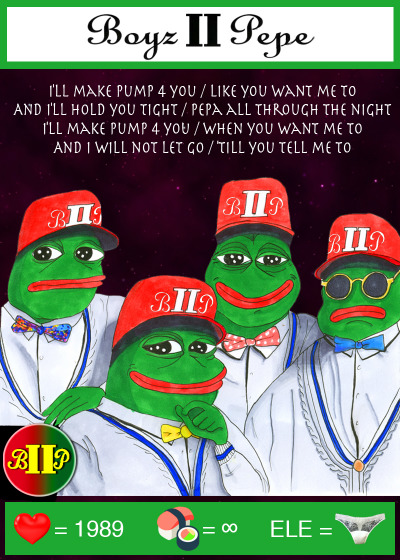 Boyz II Pepe
I'LL MAKE PUMP 4 YOU / LIKE YOU WANT ME TO
AND I'LL HOLD YOU TIGHT / PEPA ALL THROUGH THE NIGHT
I'LL MAKE PUMP 4 YOU / WHEN YOU WANT ME TO
AND I WILL NOT LET GO / 'TILL YOU TELL ME TO
BIIP
BIIP
BIIP
BIIP
BIIP
= 1989 = ∞ ELE =